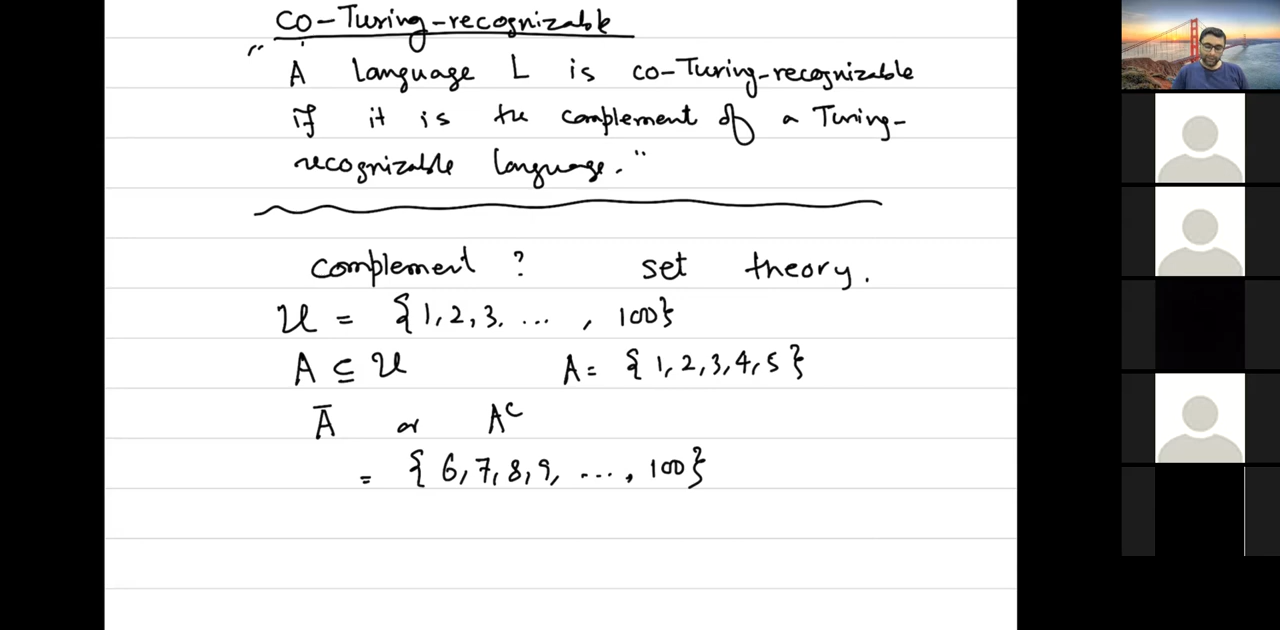 co-Turing-recognizable
" A language L is co-Turing-recognizable
if it is the complement of a Turing-
recognizable language."
complement ? set theory.
U = {1, 2, 3, ... , 100}
A ⊆ U A = {1, 2, 3, 4, 5}
Ā or Aᶜ
= {6, 7, 8, 9, ..., 100}